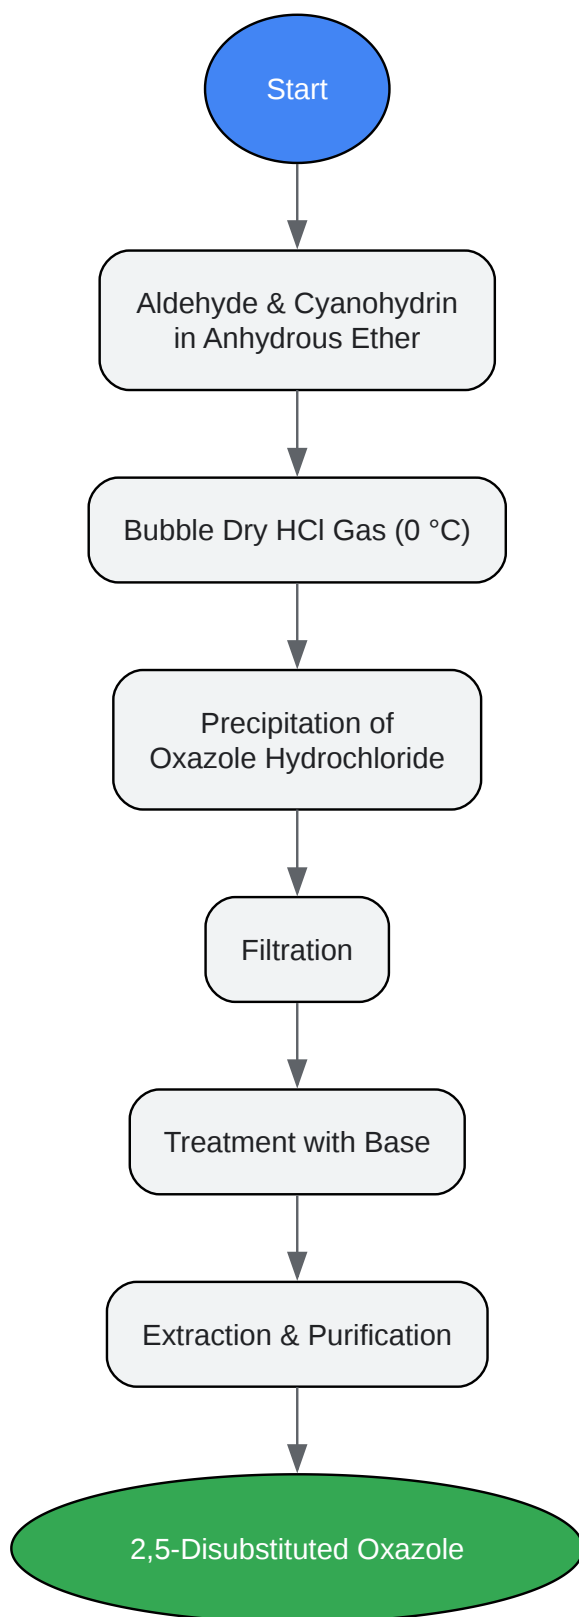 Start
Aldehyde & Cyanohydrin
in Anhydrous Ether
Bubble Dry HCl Gas (0 °C)
Precipitation of
Oxazole Hydrochloride
Filtration
Treatment with Base
Extraction & Purification
2,5-Disubstituted Oxazole